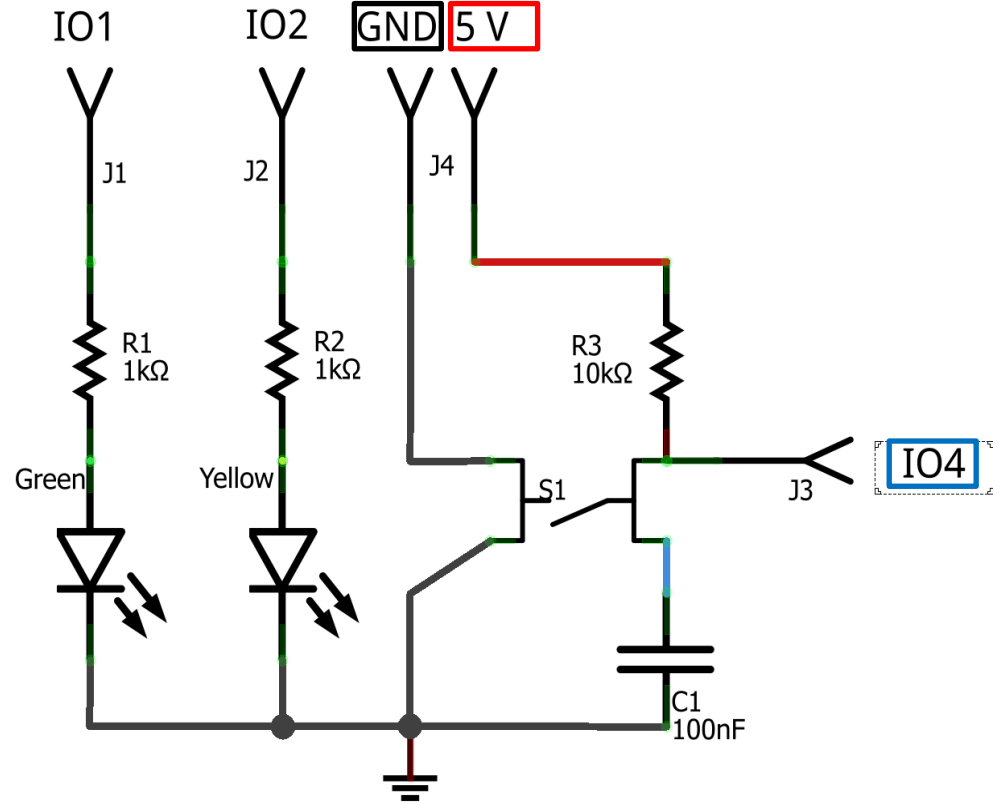 IO1
IO2
GND
5 V
J1
J2
J4
R1
1kΩ
R2
1kΩ
R3
10kΩ
Green
Yellow
S1
IO4
J3
C1
100nF